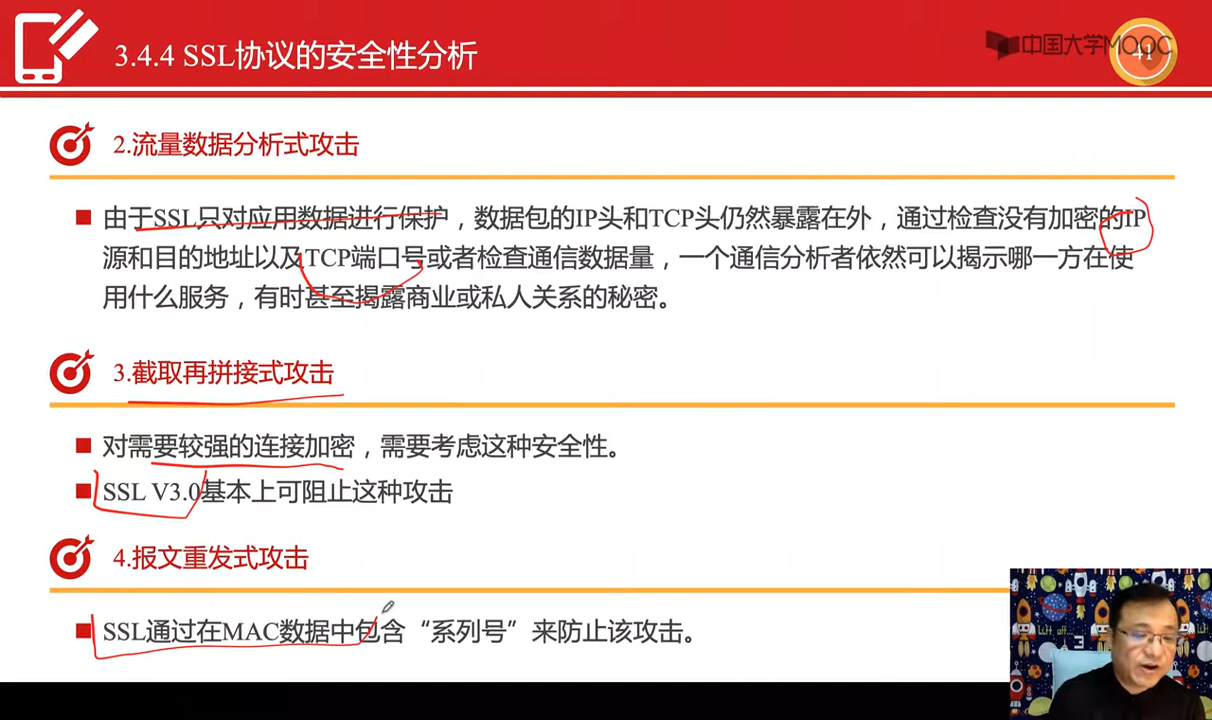 3.4.4 SSL协议的安全性分析
中国大学MOOC
41
2.流量数据分析式攻击
由于SSL只对应用数据进行保护，数据包的IP头和TCP头仍然暴露在外，通过检查没有加密的IP
源和目的地址以及TCP端口号或者检查通信数据量，一个通信分析者依然可以揭示哪一方在使
用什么服务，有时甚至揭露商业或私人关系的秘密。
3.截取再拼接式攻击
对需要较强的连接加密，需要考虑这种安全性。
SSL V3.0基本上可阻止这种攻击
4.报文重发式攻击
SSL通过在MAC数据中包含“系列号”来防止该攻击。